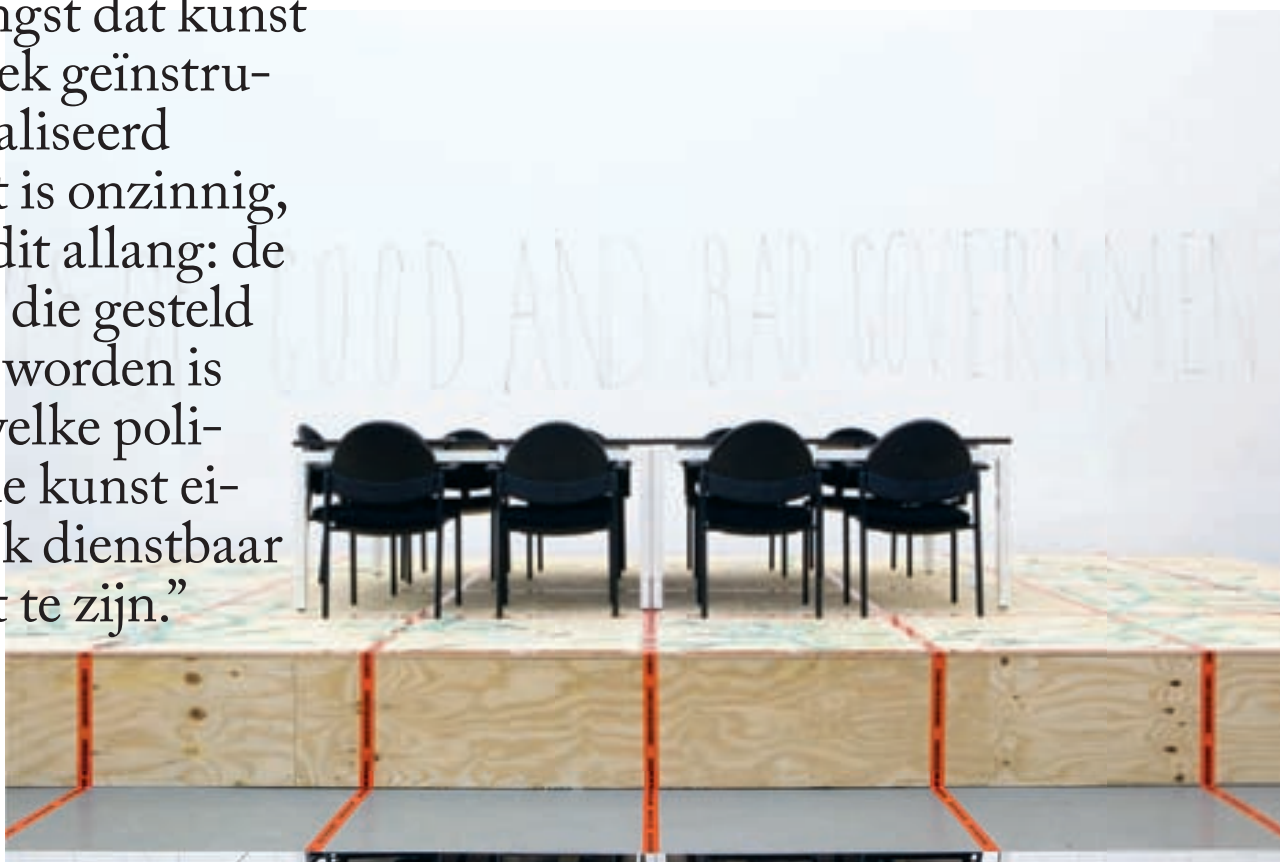 ngst dat kunst
ek geïnstru-
aliseerd
t is onzinnig,
dit allang: de
die gesteld
worden is
velke poli-
le kunst ei-
k dienstbaar
t te zijn.”
GOOD AND BAD GOVERNMEN